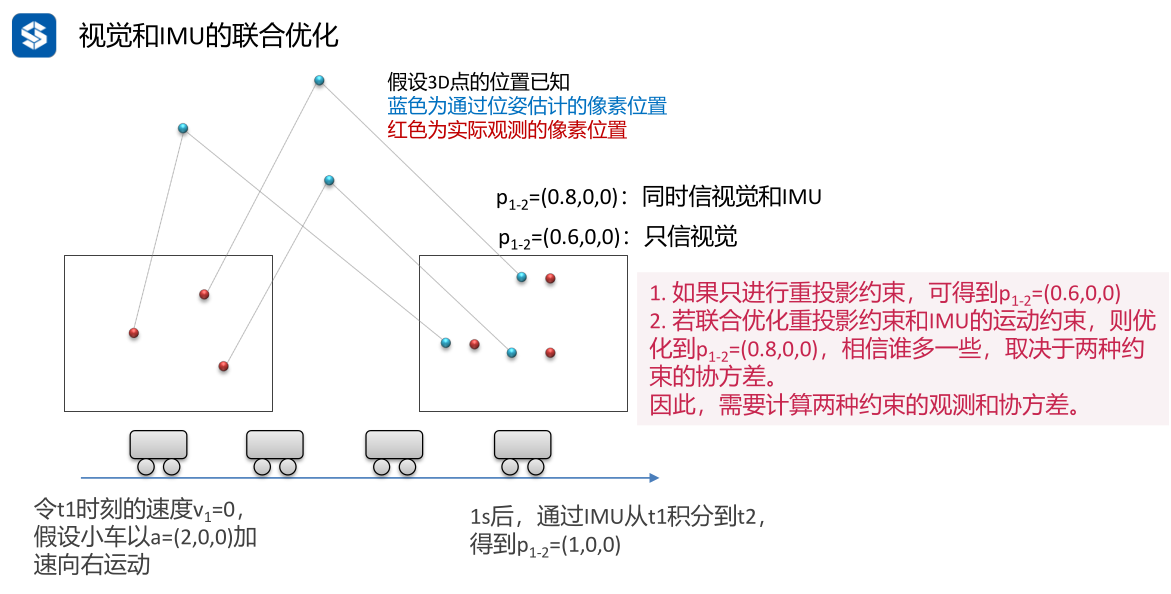 视觉和IMU的联合优化
假设3D点的位置已知
蓝色为通过位姿估计的像素位置
红色为实际观测的像素位置
p1-2=(0.8,0,0)：同时信视觉和IMU
p1-2=(0.6,0,0)：只信视觉
1. 如果只进行重投影约束，可得到p1-2=(0.6,0,0)
2. 若联合优化重投影约束和IMU的运动约束，则优
化到p1-2=(0.8,0,0)，相信谁多一些，取决于两种约
束的协方差。
因此，需要计算两种约束的观测和协方差。
令t1时刻的速度v1=0，
假设小车以a=(2,0,0)加
速向右运动
1s后，通过IMU从t1积分到t2，
得到p1-2=(1,0,0)